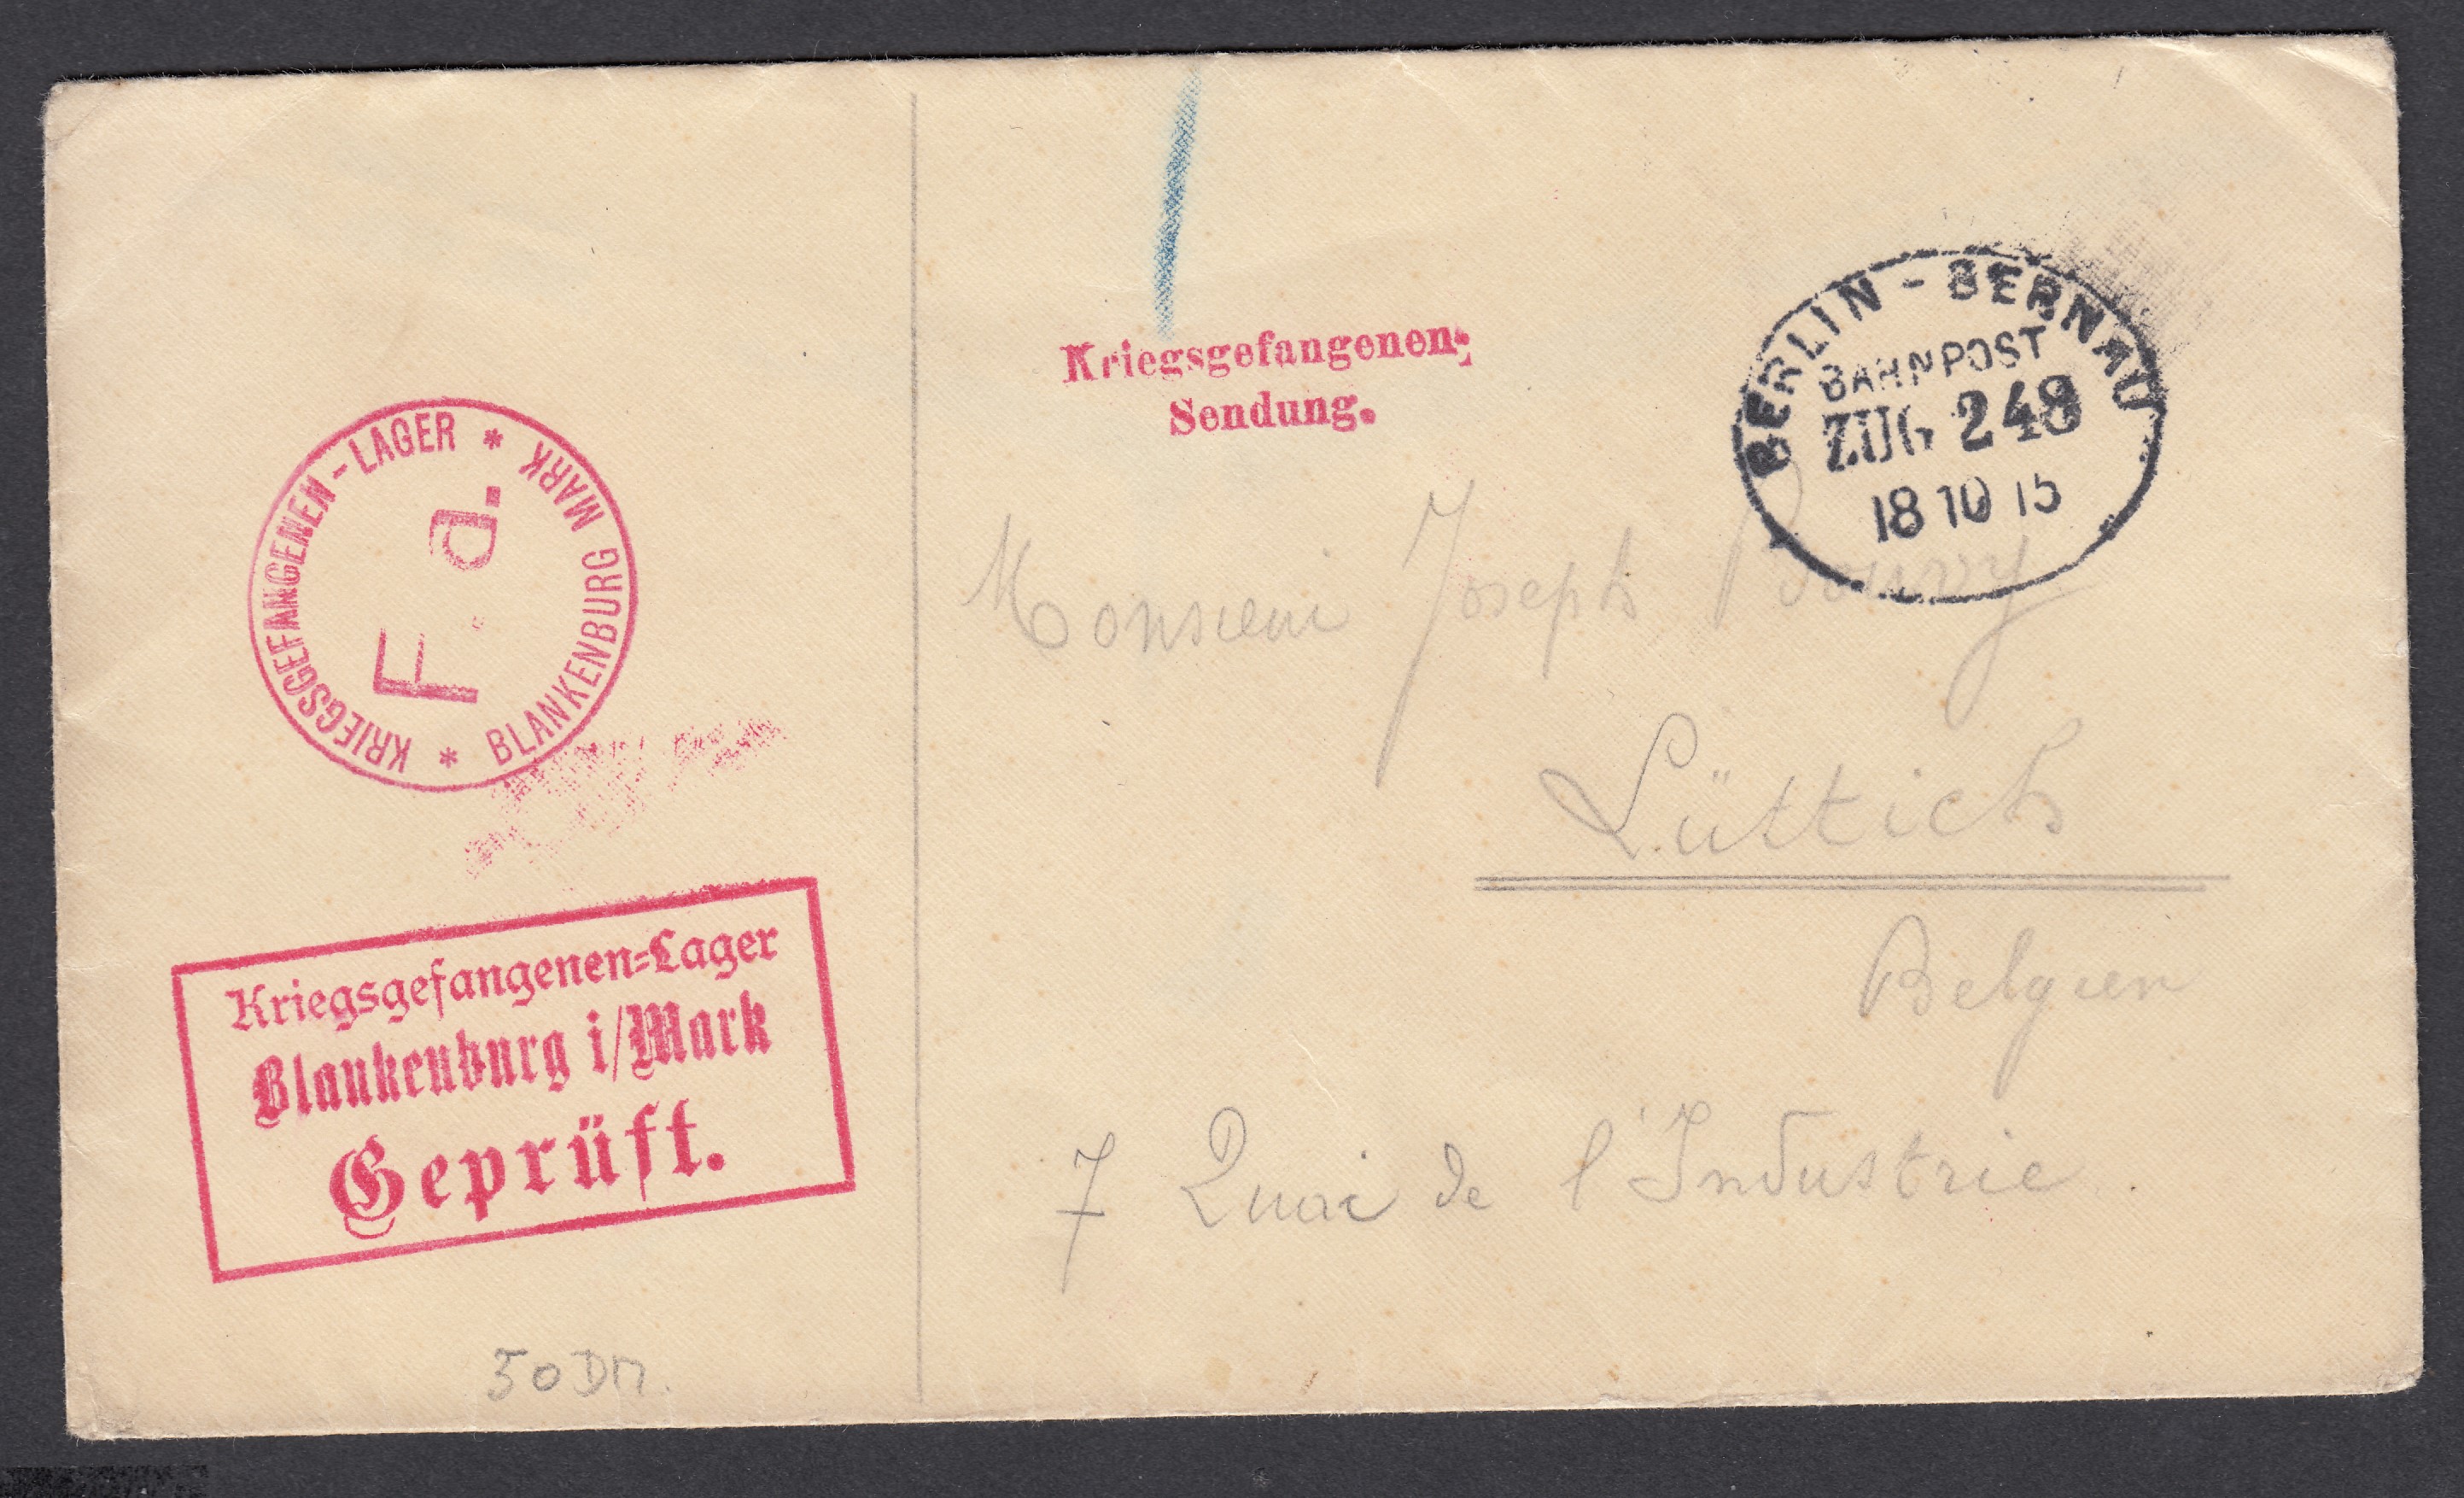 KRIEGSGEFANGENEN-LAGER * BLANKENBURG MARK *
F. a.
Kriegsgefangenen=Lager
Blankenburg i/Mark
Geprüft.
50 DM.
Kriegsgefangenen-
Sendung.
BERLIN - BERNAU
BAHNPOST
ZUG 248
18 10 15
Monsieur Joseph
Lüttich
Belgien
7 Quai de l'Industrie.